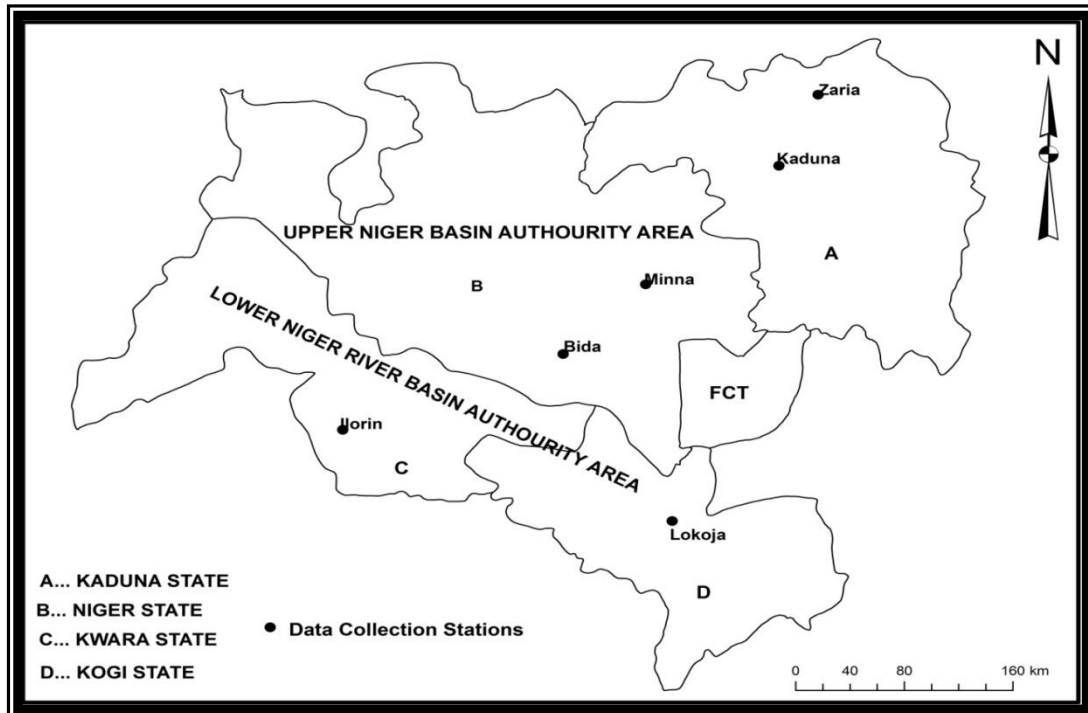 N
Zaria
Kaduna
UPPER NIGER BASIN AUTHOURITY AREA
A
B
Minna
LOWER NIGER RIVER BASIN AUTHOURITY AREA
Bida
FCT
Ilorin
C
Lokoja
D
A... KADUNA STATE
B... NIGER STATE
C... KWARA STATE
D... KOGI STATE
Data Collection Stations
0 40 80 160 km